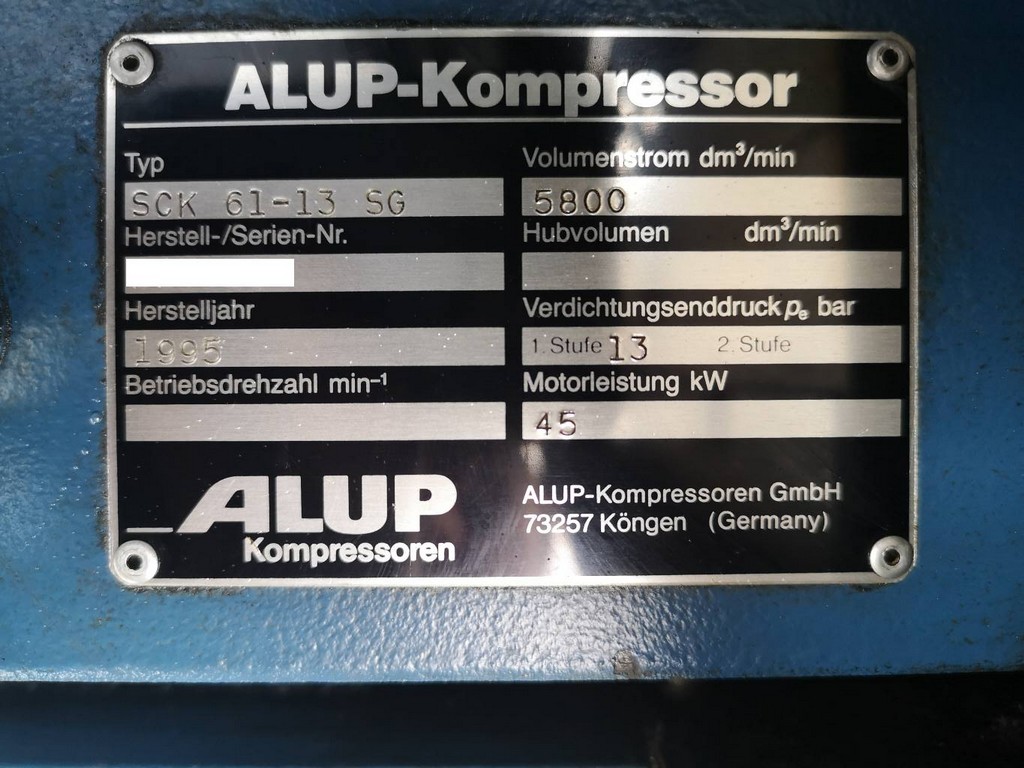 ALUP-Kompressor
Typ
SCK 61-13 SG
Herstell-/Serien-Nr.
Herstelljahr
1995
Betriebsdrehzahl min⁻¹
Volumenstrom dm³/min
5800
Hubvolumen dm³/min
Verdichtungsenddruck pₑ bar
1. Stufe 13 2. Stufe
Motorleistung kW
45
ALUP
Kompressoren
ALUP-Kompressoren GmbH
73257 Köngen (Germany)